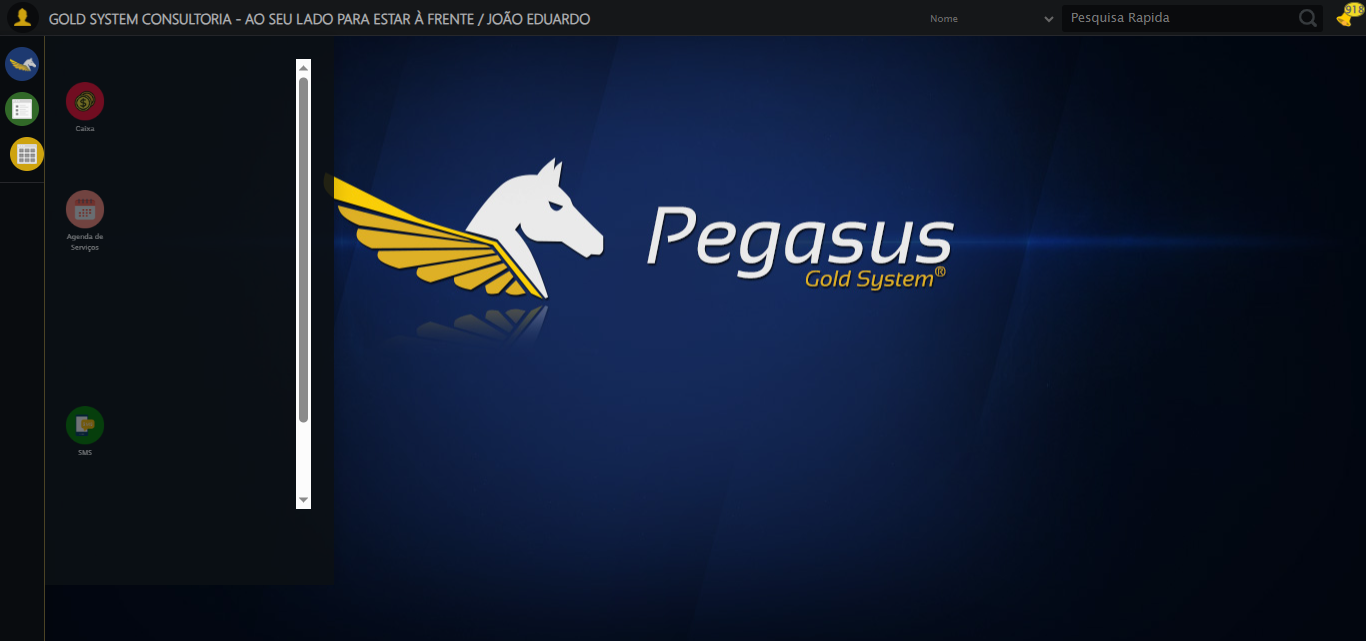 GOLD SYSTEM CONSULTORIA - AO SEU LADO PARA ESTAR À FRENTE / JOÃO EDUARDO
Nome
Pesquisa Rapida
918
Caixa
Agenda de
Serviços
SMS
Pegasus
Gold System®